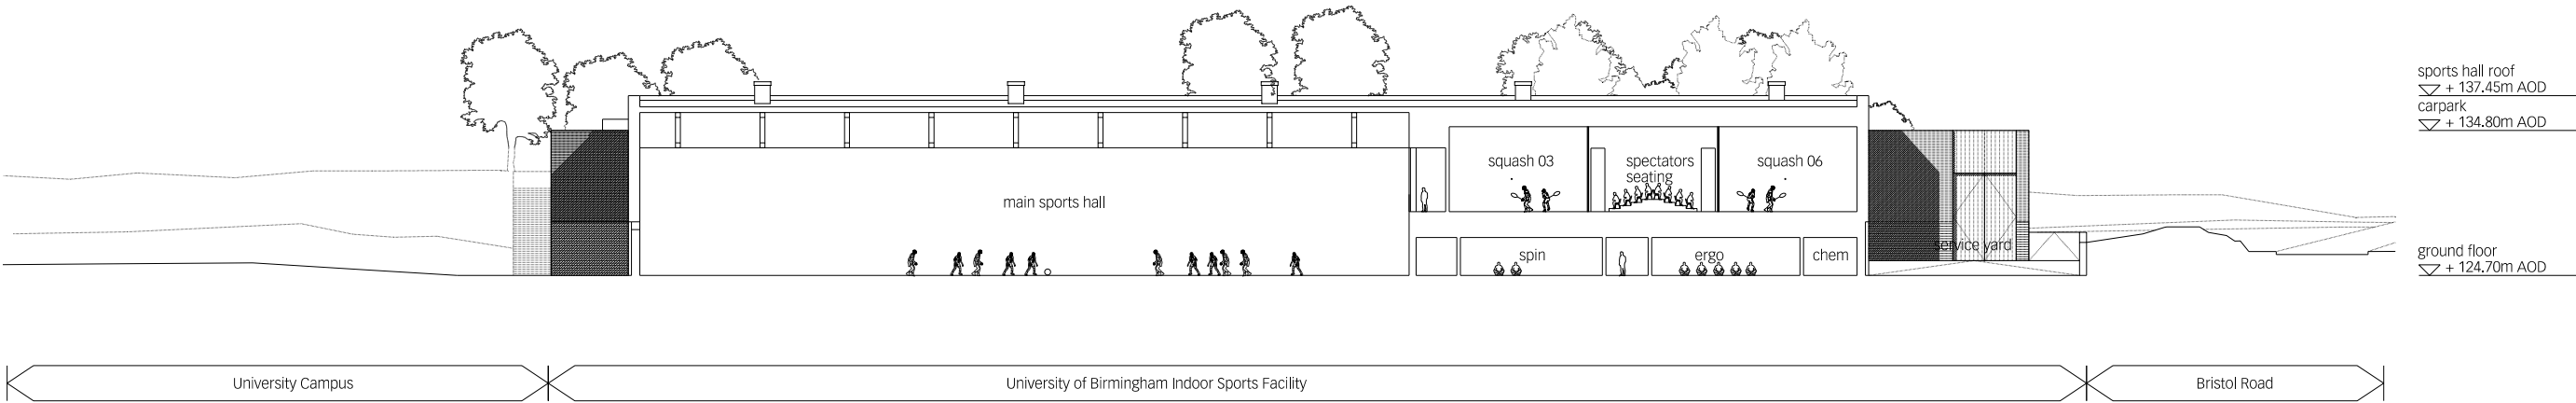 sports hall roof
+ 137.45m AOD
carpark
+ 134.80m AOD
squash 03
spectators
seating
squash 06
main sports hall
service yard
spin
ergo
chem
ground floor
+ 124.70m AOD
University Campus
University of Birmingham Indoor Sports Facility
Bristol Road